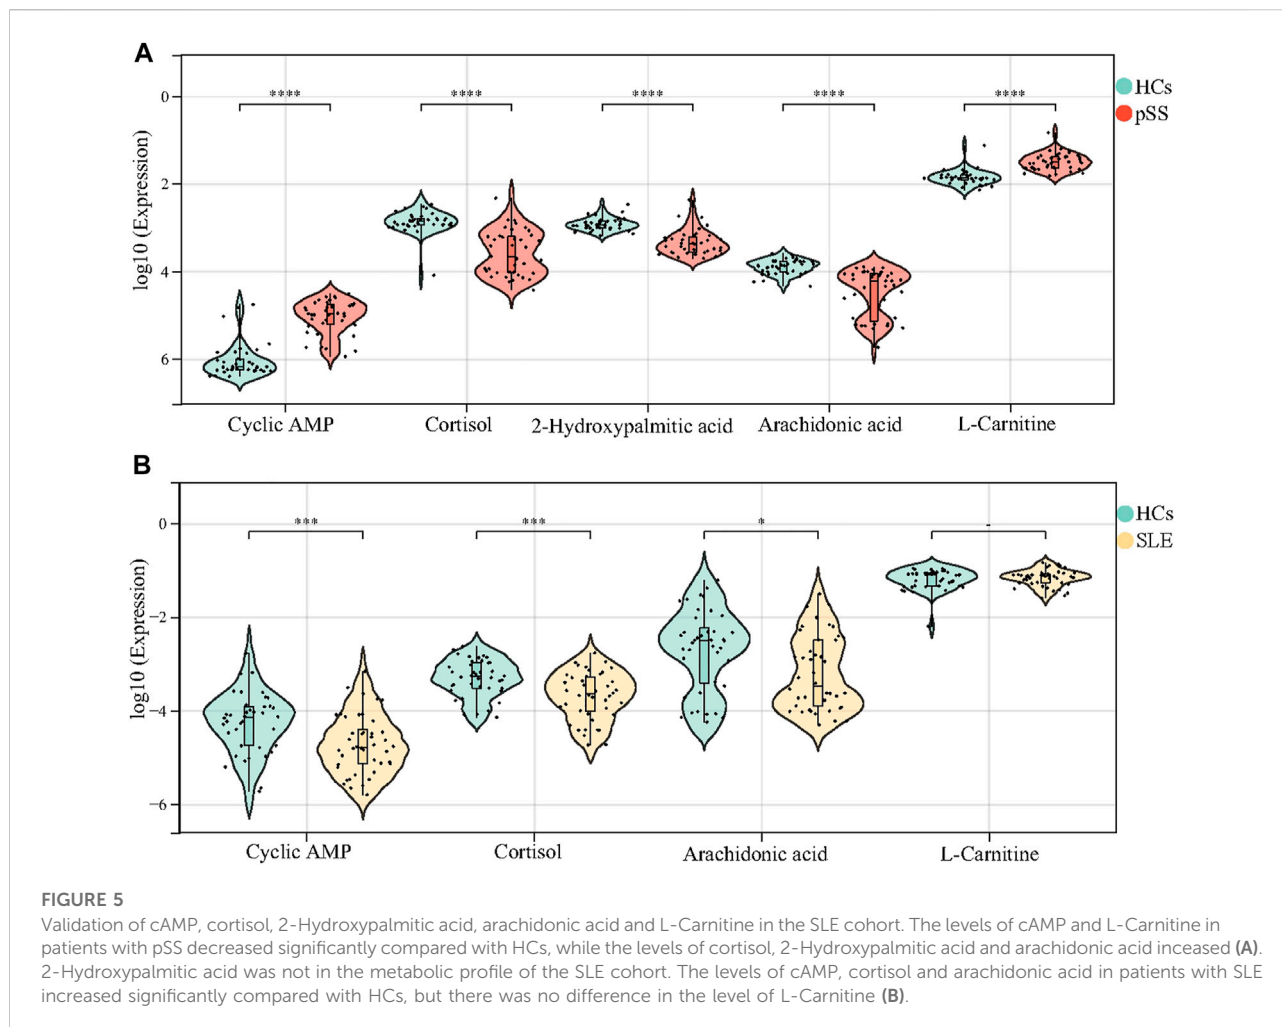 A
log10 (Expression)
0
2
4
6
****
****
****
****
****
HCs
pSS
Cyclic AMP
Cortisol
2-Hydroxypalmitic acid
Arachidonic acid
L-Carnitine
B
log10 (Expression)
0
−2
−4
−6
***
***
*
-
HCs
SLE
Cyclic AMP
Cortisol
Arachidonic acid
L-Carnitine
FIGURE 5
Validation of cAMP, cortisol, 2-Hydroxypalmitic acid, arachidonic acid and L-Carnitine in the SLE cohort. The levels of cAMP and L-Carnitine in
patients with pSS decreased significantly compared with HCs, while the levels of cortisol, 2-Hydroxypalmitic acid and arachidonic acid inceased (A).
2-Hydroxypalmitic acid was not in the metabolic profile of the SLE cohort. The levels of cAMP, cortisol and arachidonic acid in patients with SLE
increased significantly compared with HCs, but there was no difference in the level of L-Carnitine (B).